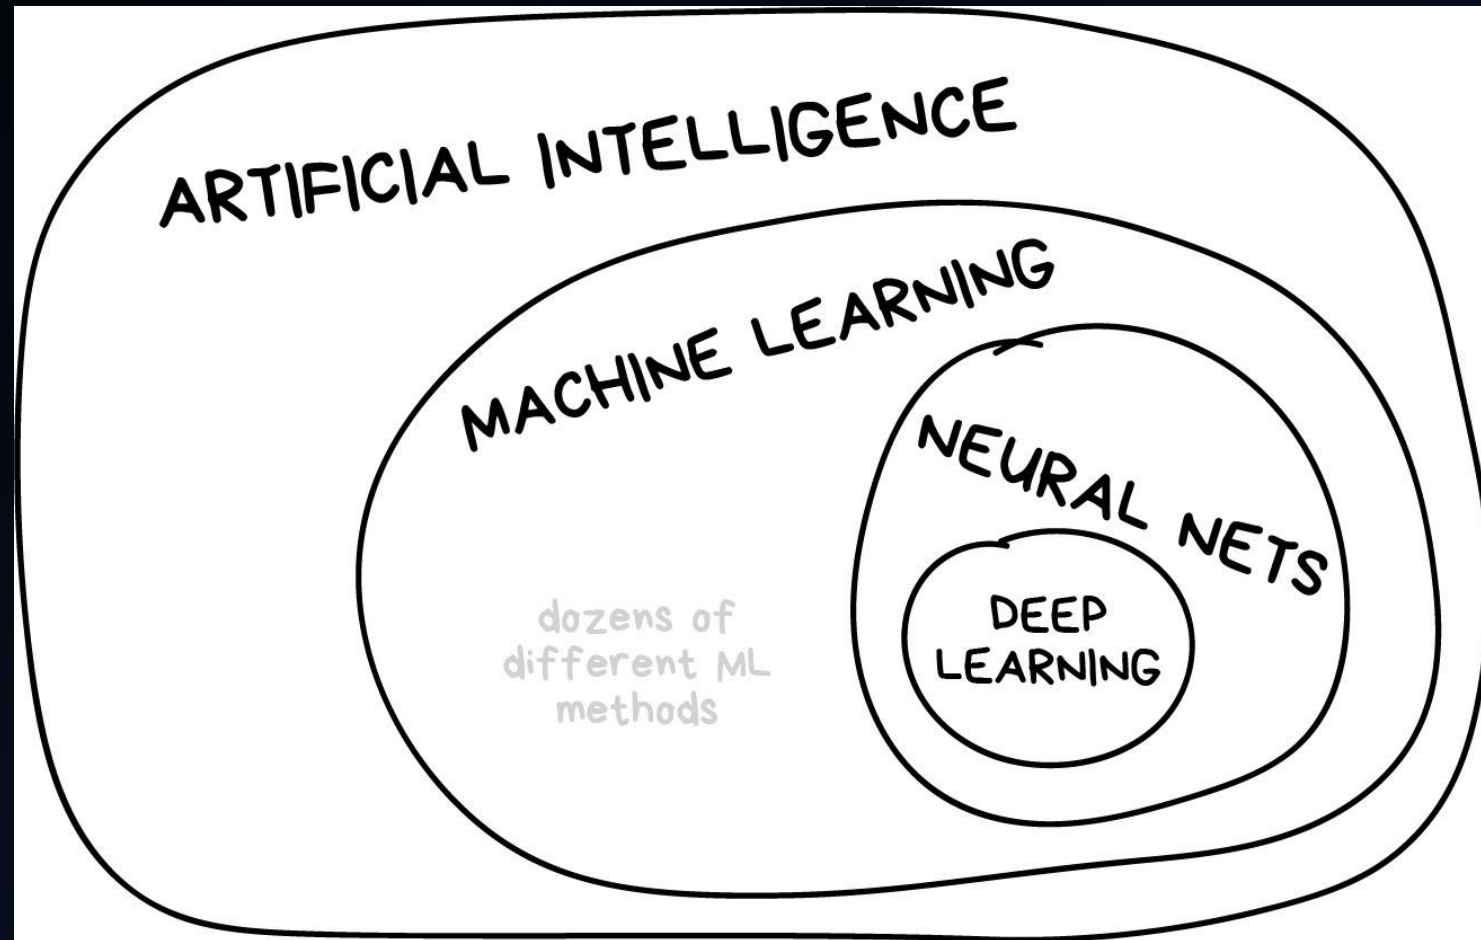 ARTIFICIAL INTELLIGENCE
MACHINE LEARNING
NEURAL NETS
DEEP
LEARNING
dozens of
different ML
methods